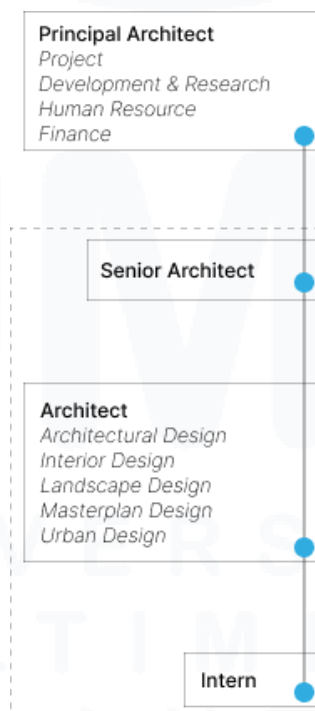 Principal Architect
Project
Development & Research
Human Resource
Finance
Senior Architect
Architect
Architectural Design
Interior Design
Landscape Design
Masterplan Design
Urban Design
Intern